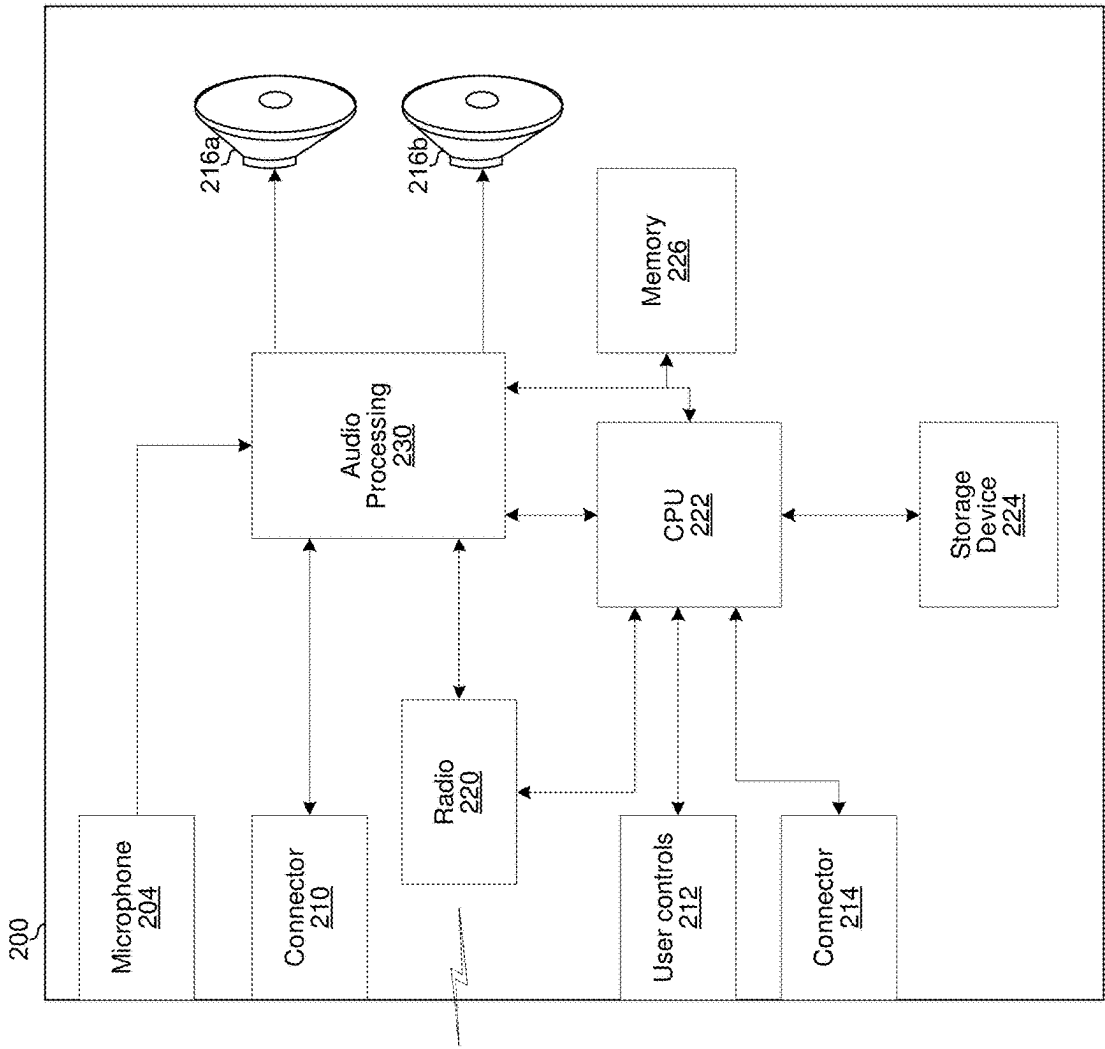 200
Microphone
204
Connector
210
Radio
220
User controls
212
Connector
214
Audio
Processing
230
CPU
222
Storage
Device
224
Memory
226
216a
216b